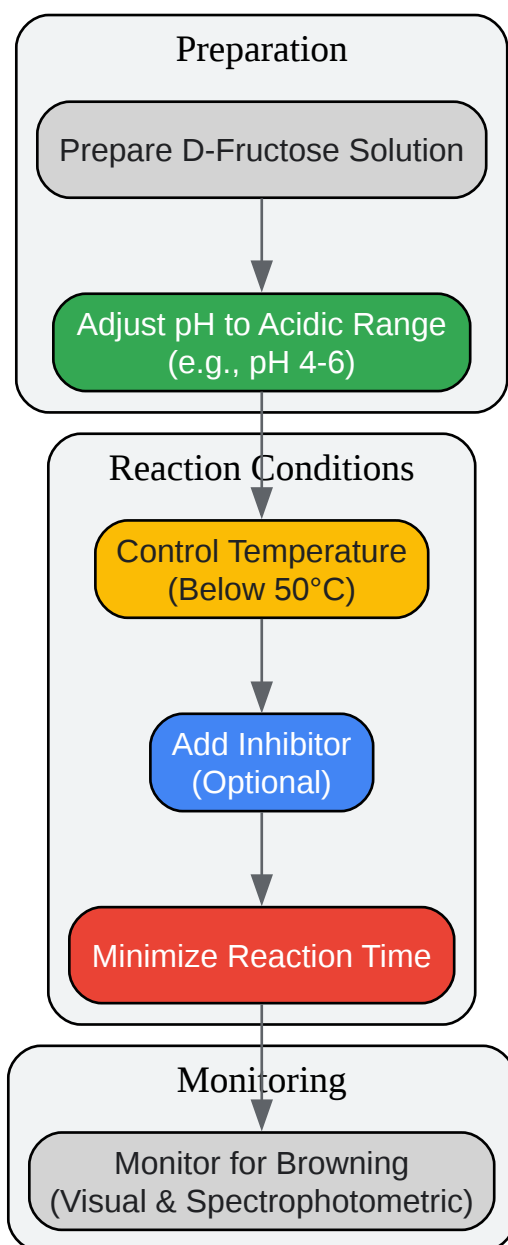 Preparation
Prepare D-Fructose Solution
Adjust pH to Acidic Range
(e.g., pH 4-6)
Reaction Conditions
Control Temperature
(Below 50°C)
Add Inhibitor
(Optional)
Minimize Reaction Time
Monitoring
Monitor for Browning
(Visual & Spectrophotometric)